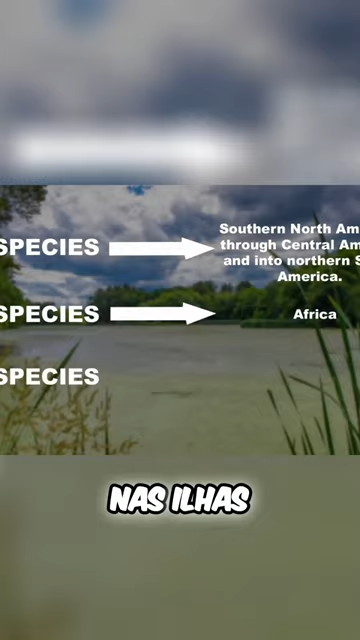 Southern North Am
SPECIES
through Central Am
and into northern S
America.
SPECIES
Africa
SPECIES
NAS ILHAS